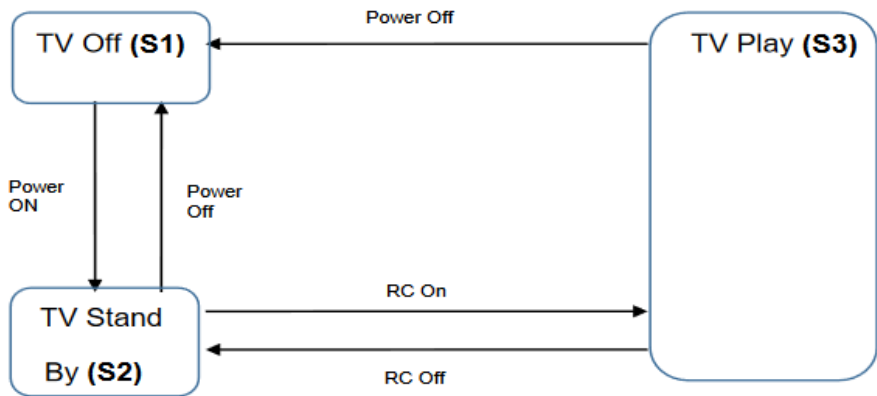 TV Off (S1)
Power Off
TV Play (S3)
Power
ON
Power
Off
TV Stand
By (S2)
RC On
RC Off